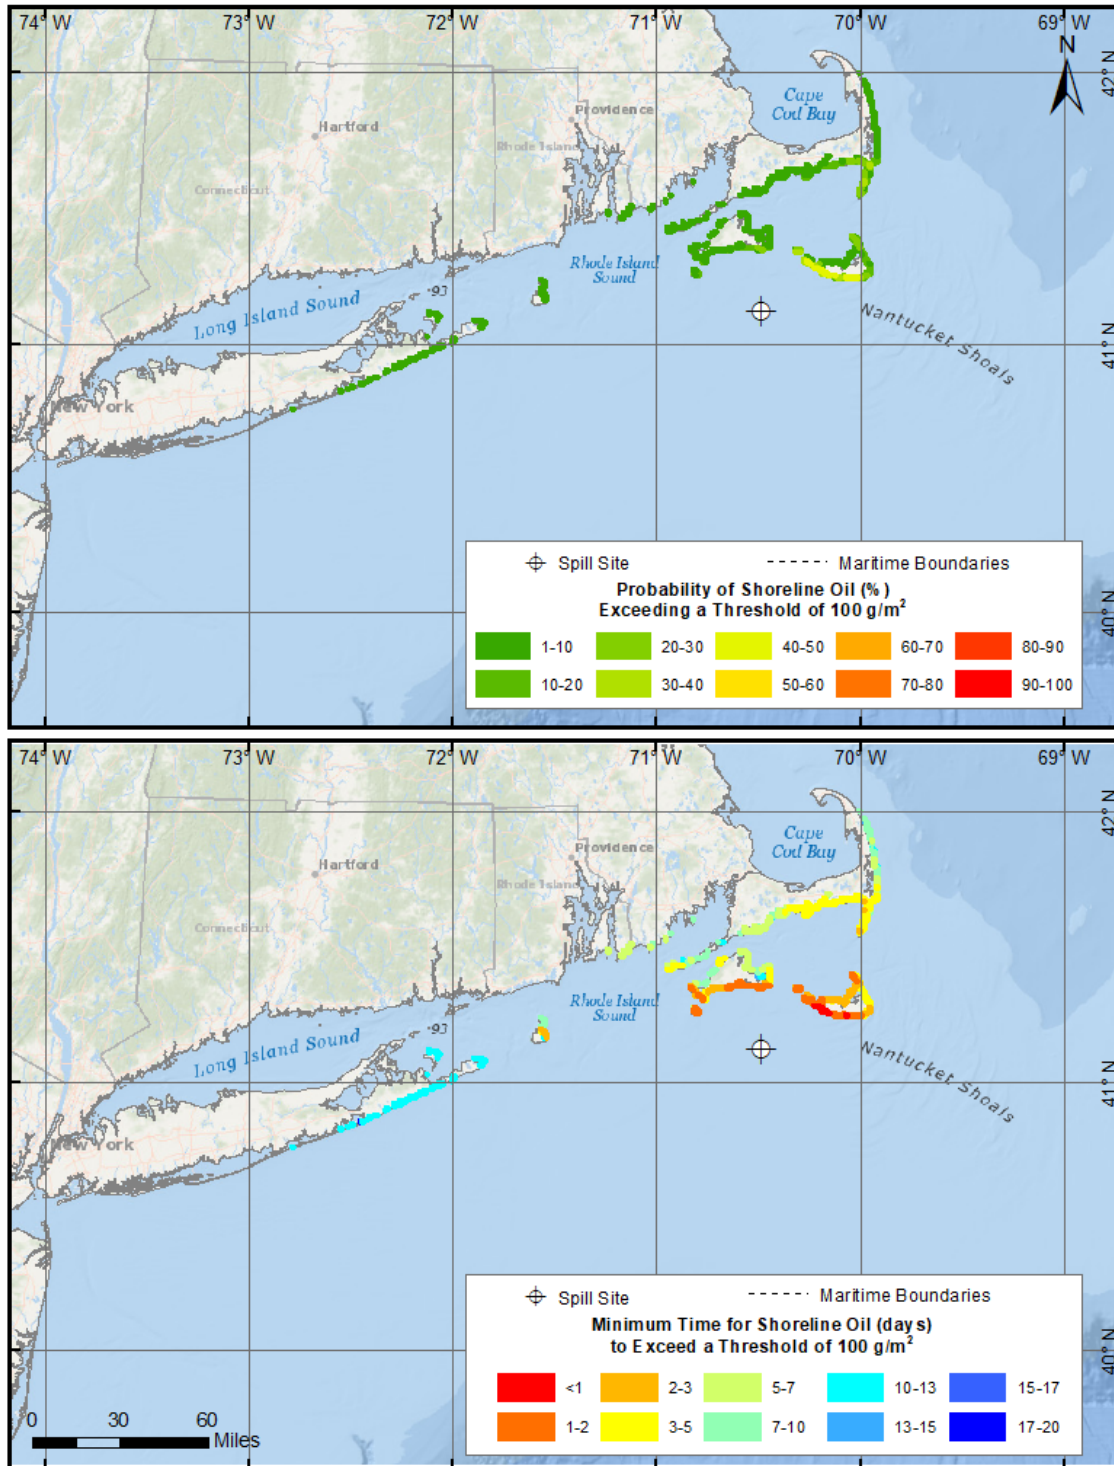 74° W 73° W 72° W 71° W 70° W 69° W
N
42° N
Cape
Cod Bay
Providence
Hartford
Rhode Island
Connecticut
Rhode Island
Sound
93
Long Island Sound
Nantucket Shoals
41° N
New York
Spill Site Maritime Boundaries
Probability of Shoreline Oil (%)
Exceeding a Threshold of 100 g/m²
40° N
1-10 20-30 40-50 60-70 80-90
10-20 30-40 50-60 70-80 90-100
74° W 73° W 72° W 71° W 70° W 69° W
42° N
Cape
Cod Bay
Providence
Hartford
Rhode Island
Connecticut
Rhode Island
Sound
93
Long Island Sound
Nantucket Shoals
41° N
New York
Spill Site Maritime Boundaries
Minimum Time for Shoreline Oil (days)
to Exceed a Threshold of 100 g/m²
40° N
<1 2-3 5-7 10-13 15-17
1-2 3-5 7-10 13-15 17-20
0 30 60
Miles